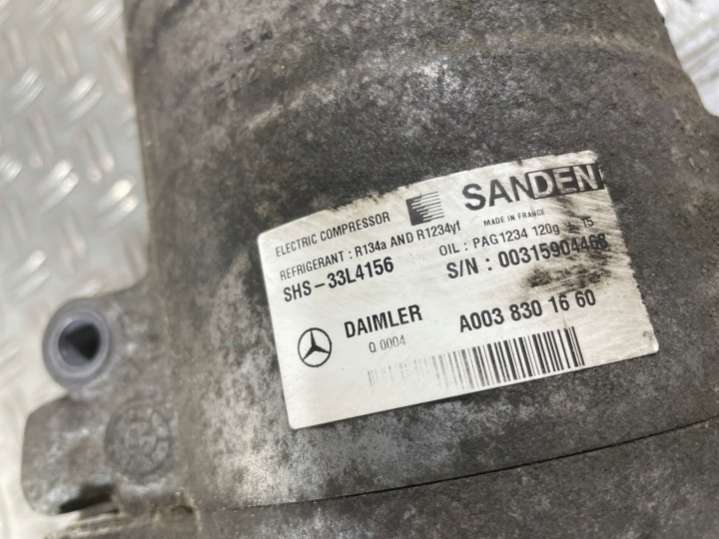 SANDEN
ELECTRIC COMPRESSOR
MADE IN FRANCE
REFRIGERANT : R134a AND R1234yf
OIL : PAG1234 120g ± 15
SHS-33L4156
S/N : 00315904468
DAIMLER
Q 0004
A003 830 16 60